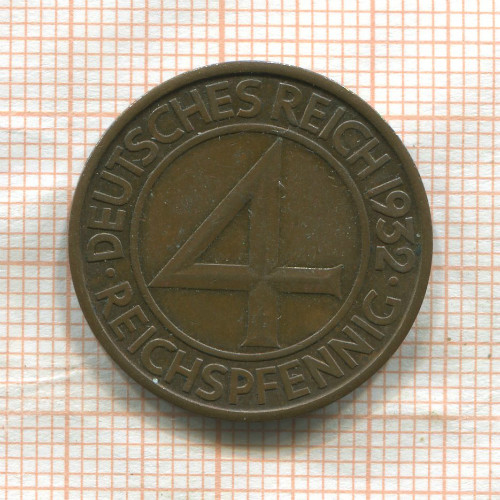 DEUTSCHES REICH 1932
4
REICHSPFENNIG